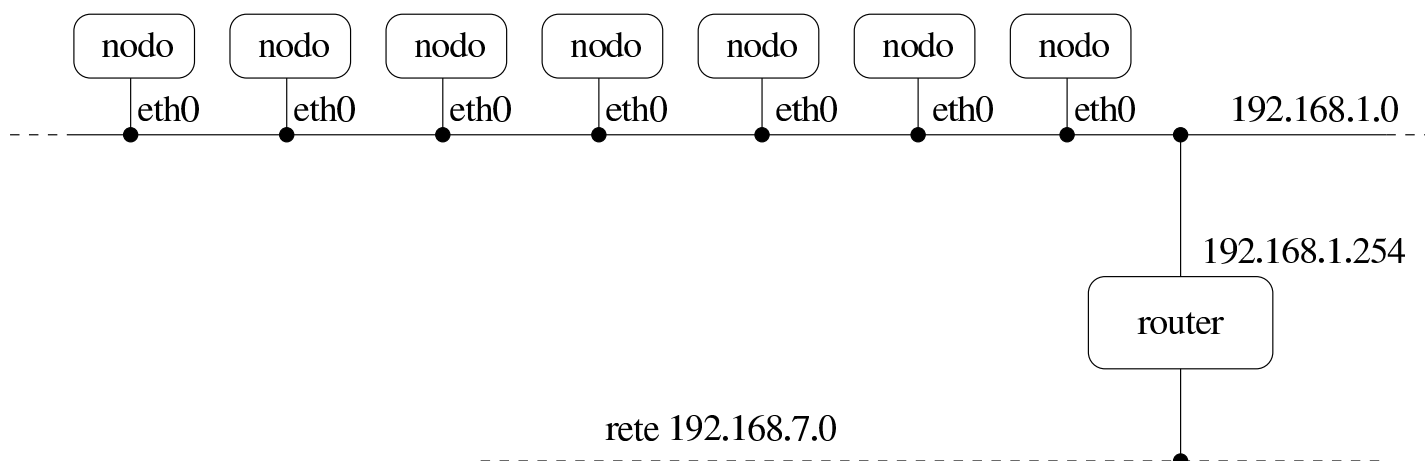 nodo nodo nodo nodo nodo nodo nodo
eth0 eth0 eth0 eth0 eth0 eth0 eth0 192.168.1.0
192.168.1.254
router
rete 192.168.7.0